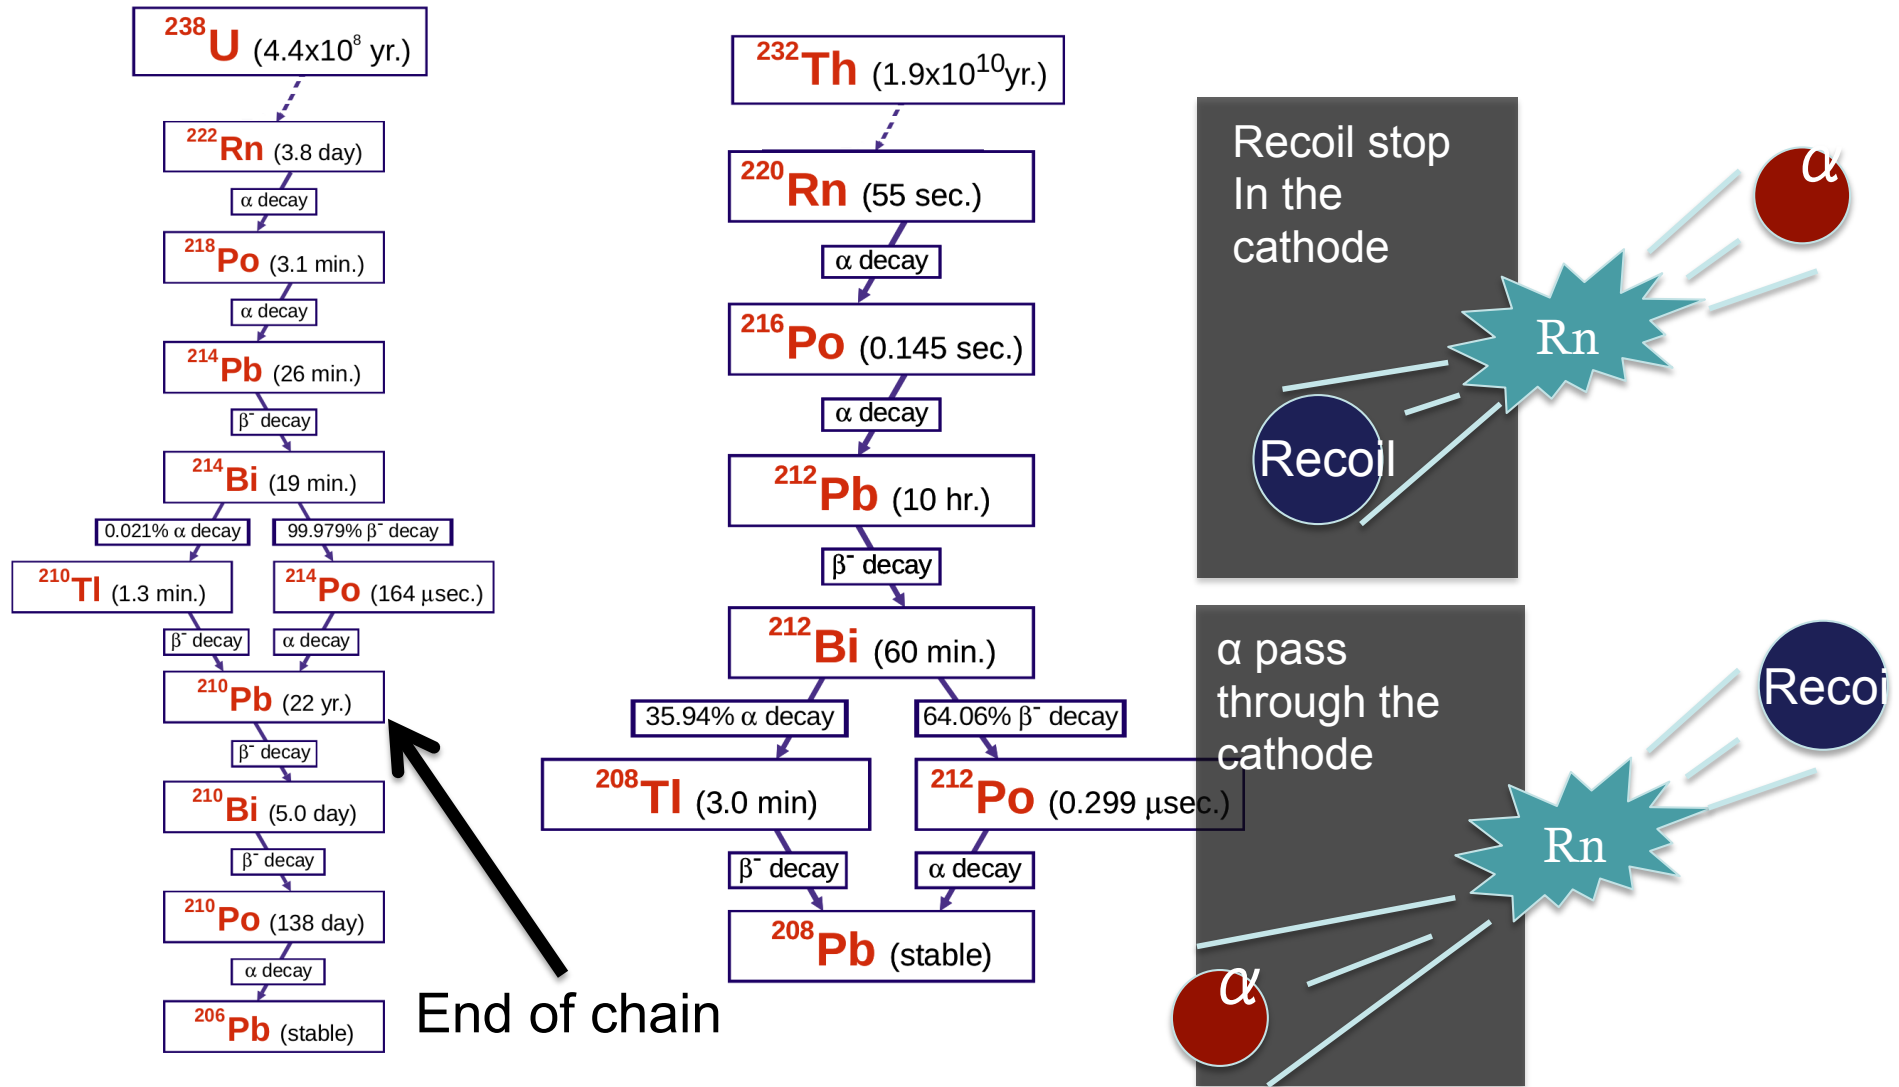 ²³⁸U (4.4x10⁸ yr.)
²²²Rn (3.8 day)
α decay
²¹⁸Po (3.1 min.)
α decay
²¹⁴Pb (26 min.)
β⁻ decay
²¹⁴Bi (19 min.)
0.021% α decay
99.979% β⁻ decay
²¹⁰Tl (1.3 min.)
²¹⁴Po (164 μsec.)
β⁻ decay
α decay
²¹⁰Pb (22 yr.)
β⁻ decay
²¹⁰Bi (5.0 day)
β⁻ decay
²¹⁰Po (138 day)
α decay
²⁰⁶Pb (stable)
End of chain
²³²Th (1.9x10¹⁰yr.)
²²⁰Rn (55 sec.)
α decay
²¹⁶Po (0.145 sec.)
α decay
²¹²Pb (10 hr.)
β⁻ decay
²¹²Bi (60 min.)
35.94% α decay
64.06% β⁻ decay
²⁰⁸Tl (3.0 min)
²¹²Po (0.299 μsec.)
β⁻ decay
α decay
²⁰⁸Pb (stable)
Recoil stop
In the
cathode
α
Rn
Recoil
α pass
through the
cathode
Recoi
Rn
α